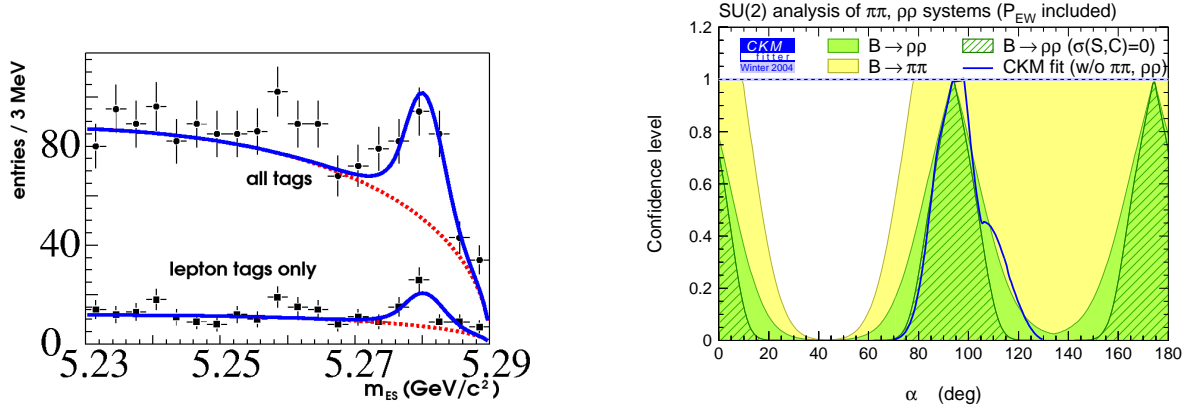 entries / 3 MeV
80
40
0
all tags
lepton tags only
5.23 5.25 5.27 5.29
m_ES (GeV/c²)
SU(2) analysis of ππ, ρρ systems (P_EW included)
CKM
fitter
Winter 2004
B → ρρ
B → ππ
B → ρρ (σ(S,C)=0)
CKM fit (w/o ππ, ρρ)
Confidence level
1.2
1
0.8
0.6
0.4
0.2
0
0 20 40 60 80 100 120 140 160 180
α (deg)